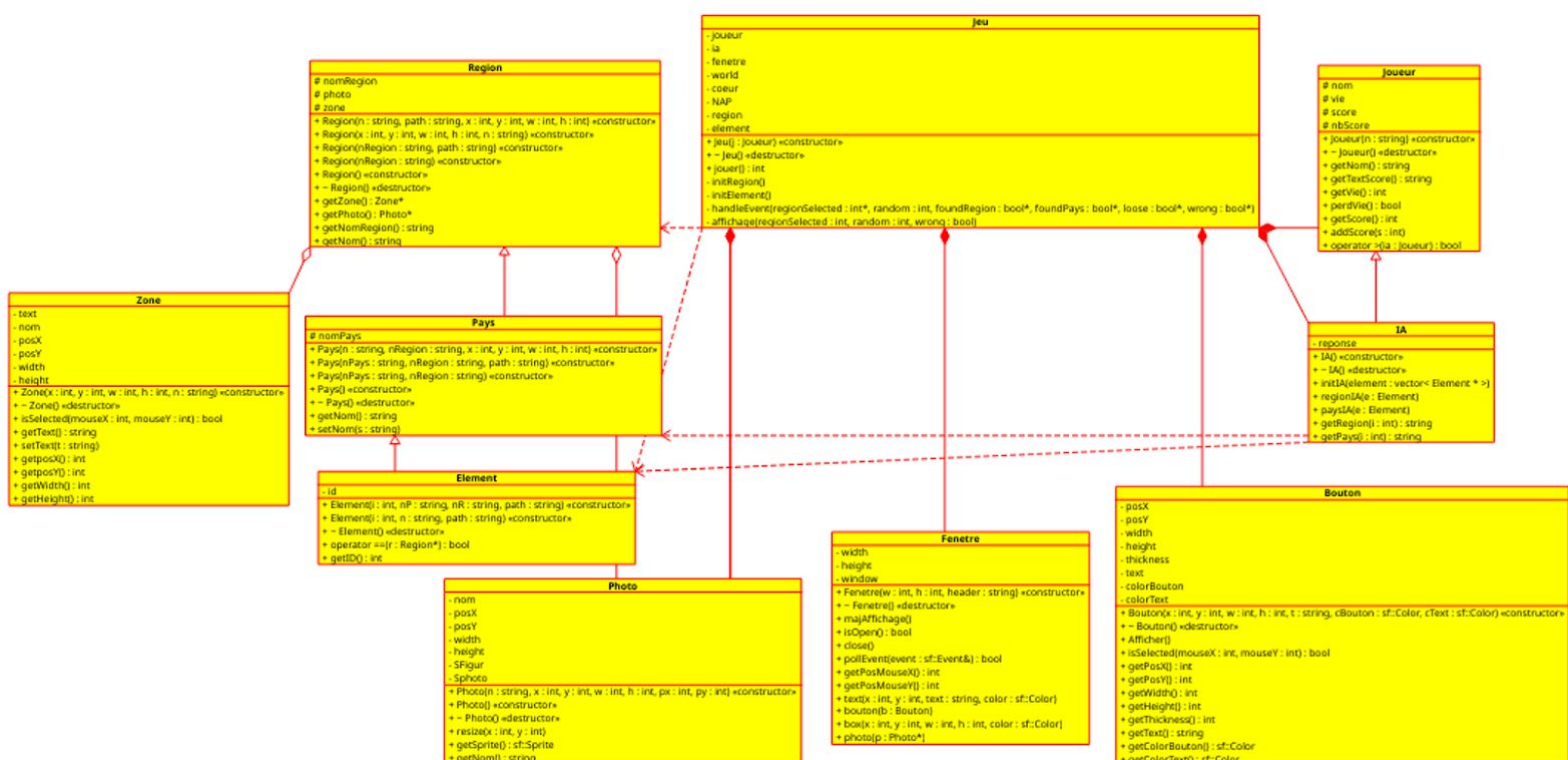 Jeu
- joueur
- ia
- fenetre
- world
- coeur
- NAP
- region
- element
+ Jeu(j : Joueur) «constructor»
+ ~ Jeu() «destructor»
+ jouer() : int
- initRegion()
- initElement()
- handleEvent(regionSelected : int*, random : int, foundRegion : bool*, foundPays : bool*, loose : bool*, wrong : bool*)
- affichage(regionSelected : int, random : int, wrong : bool)
Region
# nomRegion
# photo
# zone
+ Region(n : string, path : string, x : int, y : int, w : int, h : int) «constructor»
+ Region(x : int, y : int, w : int, h : int, n : string) «constructor»
+ Region(nRegion : string, path : string) «constructor»
+ Region(nRegion : string) «constructor»
+ Region() «constructor»
+ ~ Region() «destructor»
+ getZone() : Zone*
+ getPhoto() : Photo*
+ getNomRegion() : string
+ getNom() : string
Joueur
# nom
# vie
# score
# nbScore
+ Joueur(n : string) «constructor»
+ ~ Joueur() «destructor»
+ getNom() : string
+ getTextScore() : string
+ getVie() : int
+ perdVie() : bool
+ getScore() : int
+ addScore(s : int)
+ operator >(ia : Joueur) : bool
Zone
- text
- nom
- posX
- posY
- width
- height
+ Zone(x : int, y : int, w : int, h : int, n : string) «constructor»
+ ~ Zone() «destructor»
+ isSelected(mouseX : int, mouseY : int) : bool
+ getText() : string
+ setText(t : string)
+ getposX() : int
+ getposY() : int
+ getWidth() : int
+ getHeight() : int
Pays
# nomPays
+ Pays(n : string, nRegion : string, x : int, y : int, w : int, h : int) «constructor»
+ Pays(nPays : string, nRegion : string, path : string) «constructor»
+ Pays(nPays : string, nRegion : string) «constructor»
+ Pays() «constructor»
+ ~ Pays() «destructor»
+ getNom() : string
+ setNom(s : string)
IA
- reponse
+ IA() «constructor»
+ ~ IA() «destructor»
+ initIA(element : vector< Element * >)
+ regionIA(e : Element)
+ paysIA(e : Element)
+ getRegion(i : int) : string
+ getPays(i : int) : string
Element
- id
+ Element(i : int, nP : string, nR : string, path : string) «constructor»
+ Element(i : int, n : string, path : string) «constructor»
+ ~ Element() «destructor»
+ operator ==(r : Region*) : bool
+ getID() : int
Photo
- nom
- posX
- posY
- width
- height
- SFigur
- Sphoto
+ Photo(n : string, x : int, y : int, w : int, h : int, px : int, py : int) «constructor»
+ Photo() «constructor»
+ ~ Photo() «destructor»
+ resize(x : int, y : int)
+ getSprite() : sf::Sprite
+ getNom() : string
Fenetre
- width
- height
- window
+ Fenetre(w : int, h : int, header : string) «constructor»
+ ~ Fenetre() «destructor»
+ majAffichage()
+ isOpen() : bool
+ close()
+ pollEvent(event : sf::Event&) : bool
+ getPosMouseX() : int
+ getPosMouseY() : int
+ text(x : int, y : int, text : string, color : sf::Color)
+ bouton(b : Bouton)
+ box(x : int, y : int, w : int, h : int, color : sf::Color)
+ photo(p : Photo*)
Bouton
- posX
- posY
- width
- height
- thickness
- text
- colorBouton
- colorText
+ Bouton(x : int, y : int, w : int, h : int, t : string, cBouton : sf::Color, cText : sf::Color) «constructor»
+ ~ Bouton() «destructor»
+ Afficher()
+ isSelected(mouseX : int, mouseY : int) : bool
+ getPosX() : int
+ getPosY() : int
+ getWidth() : int
+ getHeight() : int
+ getThickness() : int
+ getText() : string
+ getColorBouton() : sf::Color
+ getColorText() : sf::Color